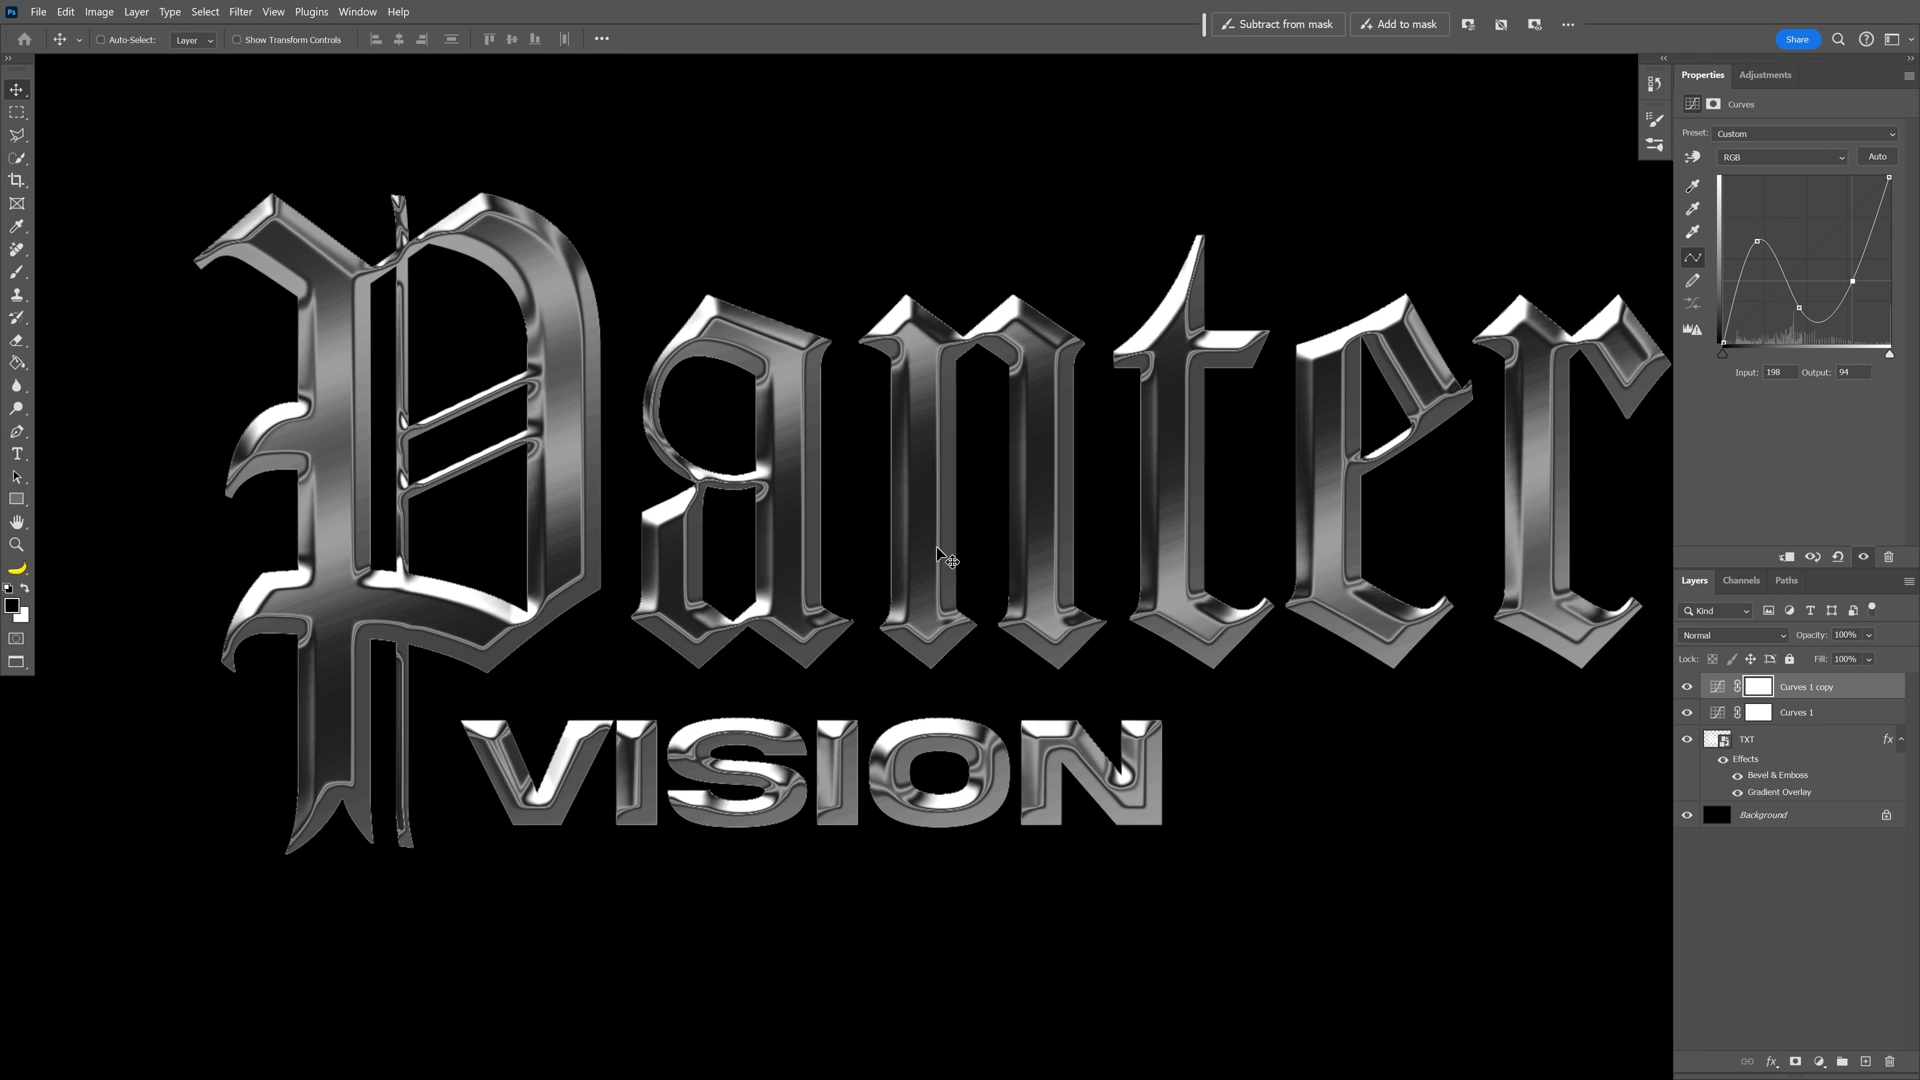 Ps File Edit Image Layer Type Select Filter View Plugins Window Help
Subtract from mask Add to mask
Auto-Select: Layer Show Transform Controls
Share
Properties Adjustments
Curves
Preset: Custom
RGB Auto
Input: 198 Output: 94
Panter
VISION
Layers Channels Paths
Kind
Normal Opacity: 100%
Lock: Fill: 100%
Curves 1 copy
Curves 1
TXT fx
Effects
Bevel & Emboss
Gradient Overlay
Background
fx